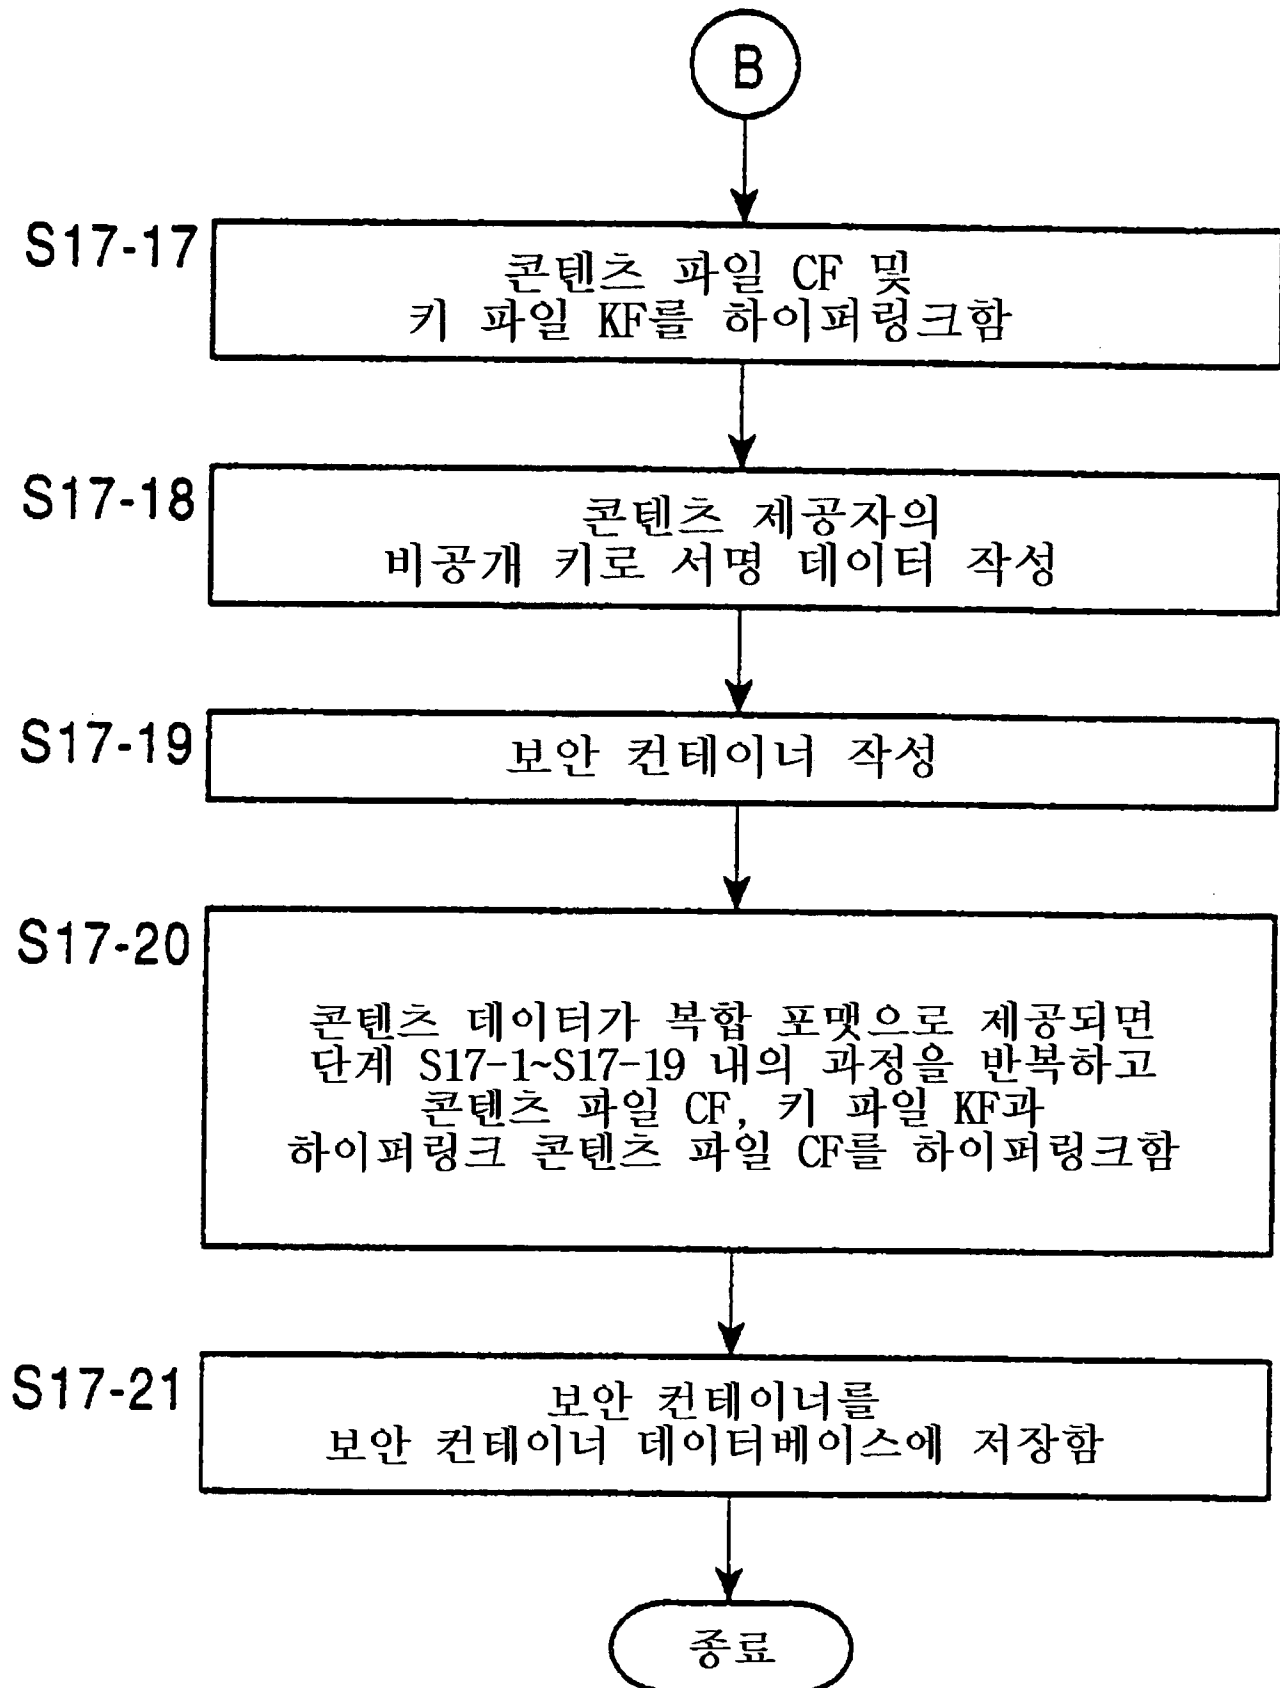 B
S17-17
콘텐츠 파일 CF 및
키 파일 KF를 하이퍼링크함
S17-18
콘텐츠 제공자의
비공개 키로 서명 데이터 작성
S17-19
보안 컨테이너 작성
S17-20
콘텐츠 데이터가 복합 포맷으로 제공되면
단계 S17-1~S17-19 내의 과정을 반복하고
콘텐츠 파일 CF, 키 파일 KF과
하이퍼링크 콘텐츠 파일 CF를 하이퍼링크함
S17-21
보안 컨테이너를
보안 컨테이너 데이터베이스에 저장함
종료